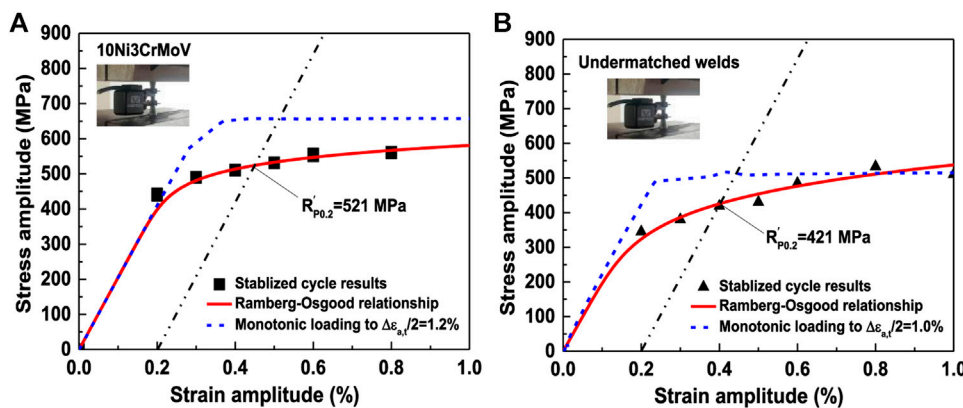 A
10Ni3CrMoV
Stress amplitude (MPa)
900
800
700
600
500
400
300
200
100
0
R'P0.2=521 MPa
Stablized cycle results
Ramberg-Osgood relationship
Monotonic loading to Δεa,t/2=1.2%
0.0 0.2 0.4 0.6 0.8 1.0
Strain amplitude (%)
B
Undermatched welds
Stress amplitude (MPa)
900
800
700
600
500
400
300
200
100
0
R'P0.2=421 MPa
Stablized cycle results
Ramberg-Osgood relationship
Monotonic loading to Δεa,t/2=1.0%
0.0 0.2 0.4 0.6 0.8 1.0
Strain amplitude (%)